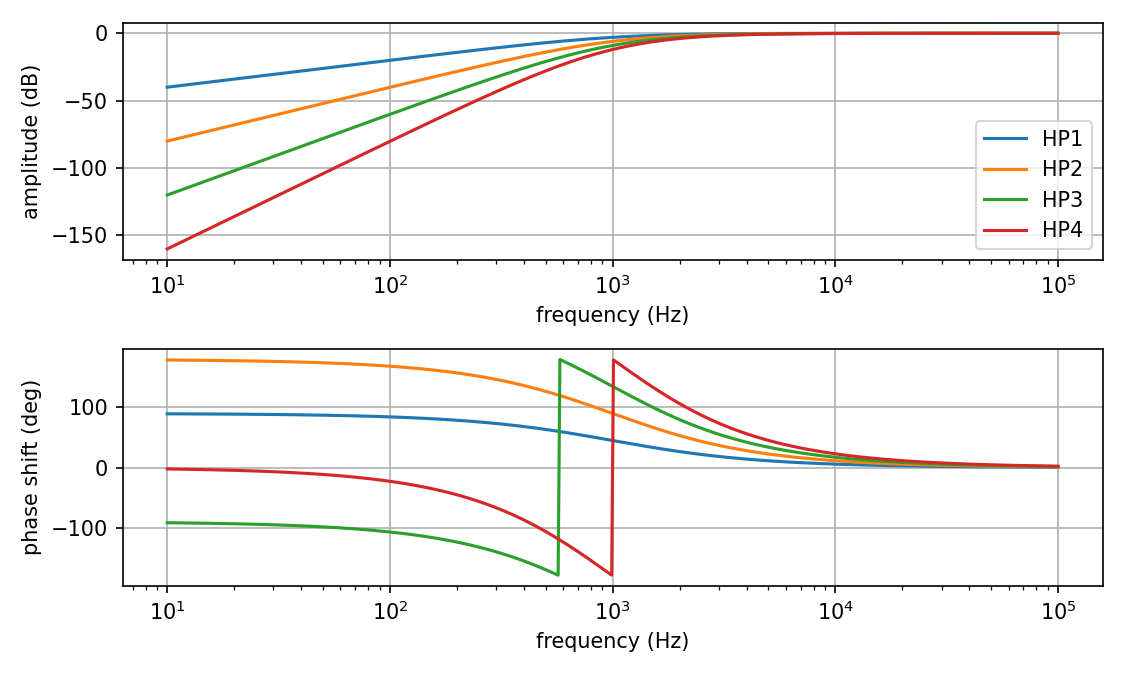 0
−50
−100
−150
amplitude (dB)
HP1
HP2
HP3
HP4
10¹ 10² 10³ 10⁴ 10⁵
frequency (Hz)
100
0
−100
phase shift (deg)
10¹ 10² 10³ 10⁴ 10⁵
frequency (Hz)